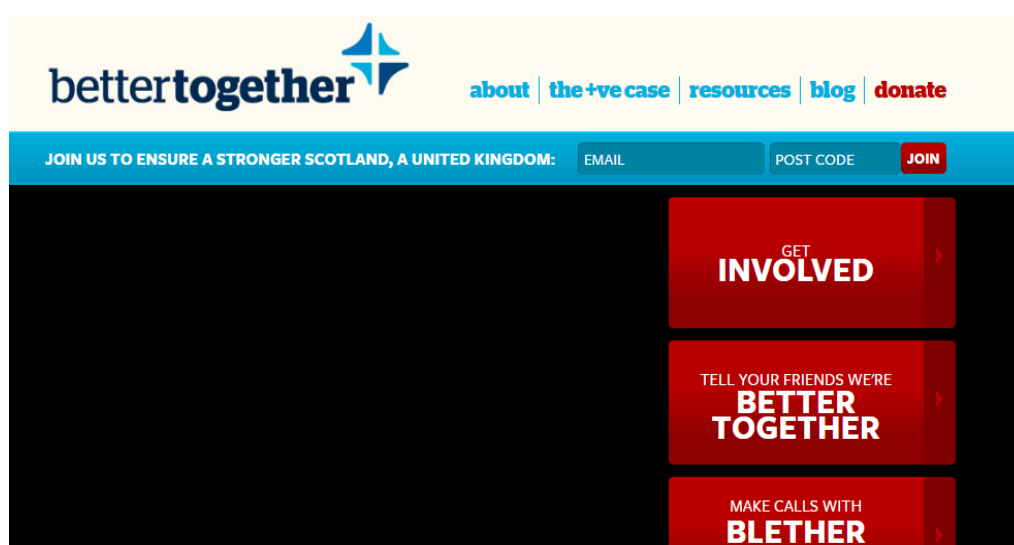 bettertogether
about the +ve case resources blog donate
JOIN US TO ENSURE A STRONGER SCOTLAND, A UNITED KINGDOM: EMAIL POST CODE JOIN
GET
INVOLVED
TELL YOUR FRIENDS WE'RE
BETTER
TOGETHER
MAKE CALLS WITH
BLETHER